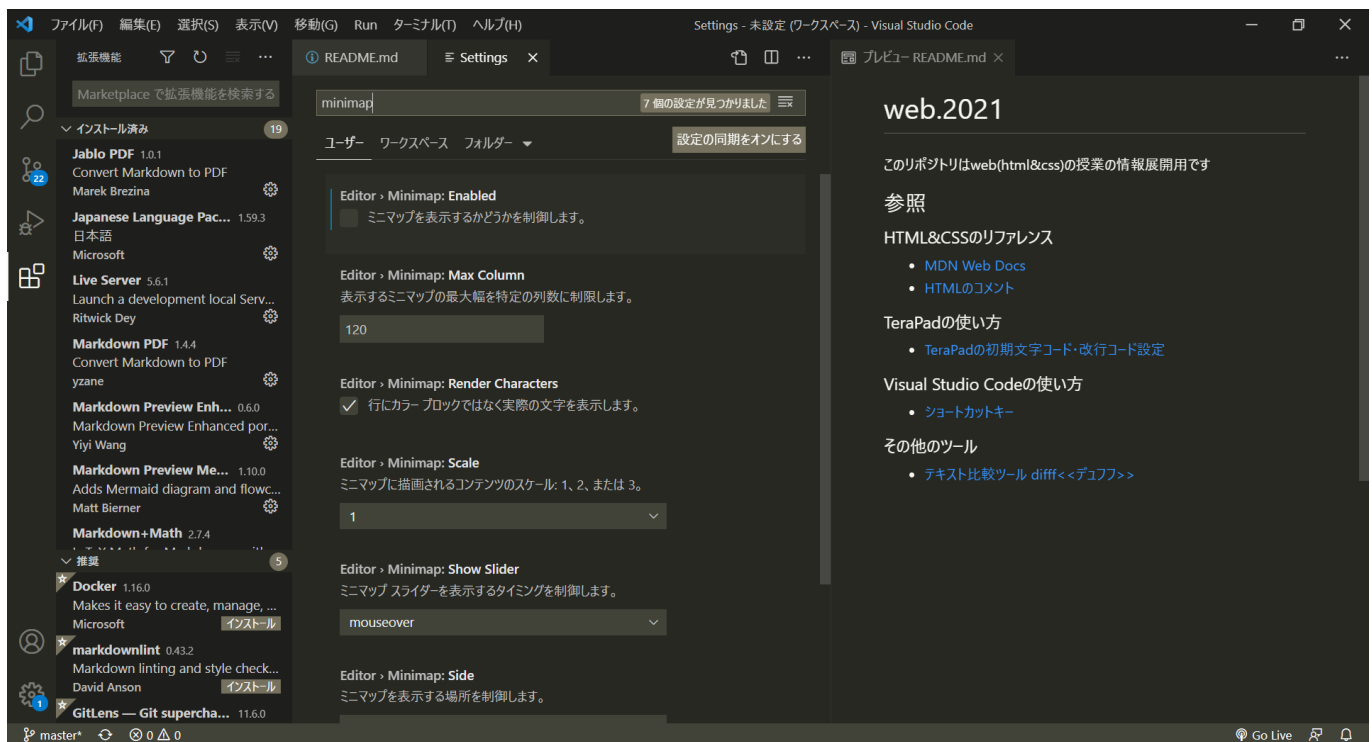 ファイル(F) 編集(E) 選択(S) 表示(V) 移動(G) Run ターミナル(T) ヘルプ(H)
Settings - 未設定 (ワークスペース) - Visual Studio Code
拡張機能
Marketplace で拡張機能を検索する
インストール済み 19
Jablo PDF 1.0.1
Convert Markdown to PDF
Marek Brezina
Japanese Language Pac... 1.59.3
日本語
Microsoft
Live Server 5.6.1
Launch a development local Serv...
Ritwick Dey
Markdown PDF 1.4.4
Convert Markdown to PDF
yzane
Markdown Preview Enh... 0.6.0
Markdown Preview Enhanced por...
Yiyi Wang
Markdown Preview Me... 1.10.0
Adds Mermaid diagram and flowc...
Matt Bierner
Markdown+Math 2.7.4
推奨 5
Docker 1.16.0
Makes it easy to create, manage, ...
Microsoft インストール
markdownlint 0.43.2
Markdown linting and style check...
David Anson インストール
GitLens — Git supercha... 11.6.0
22
1
README.md
Settings
minimap
7 個の設定が見つかりました
ユーザー ワークスペース フォルダー
設定の同期をオンにする
Editor › Minimap: Enabled
ミニマップを表示するかどうかを制御します。
Editor › Minimap: Max Column
表示するミニマップの最大幅を特定の列数に制限します。
120
Editor › Minimap: Render Characters
行にカラー ブロックではなく実際の文字を表示します。
Editor › Minimap: Scale
ミニマップに描画されるコンテンツのスケール: 1、2、または 3。
1
Editor › Minimap: Show Slider
ミニマップ スライダーを表示するタイミングを制御します。
mouseover
Editor › Minimap: Side
ミニマップを表示する場所を制御します。
プレビュー README.md
web.2021
このリポジトリはweb(html&css)の授業の情報展開用です
参照
HTML&CSSのリファレンス
MDN Web Docs
HTMLのコメント
TeraPadの使い方
TeraPadの初期文字コード・改行コード設定
Visual Studio Codeの使い方
ショートカットキー
その他のツール
テキスト比較ツール difff<<デュフフ>>
master* 0 0
Go Live